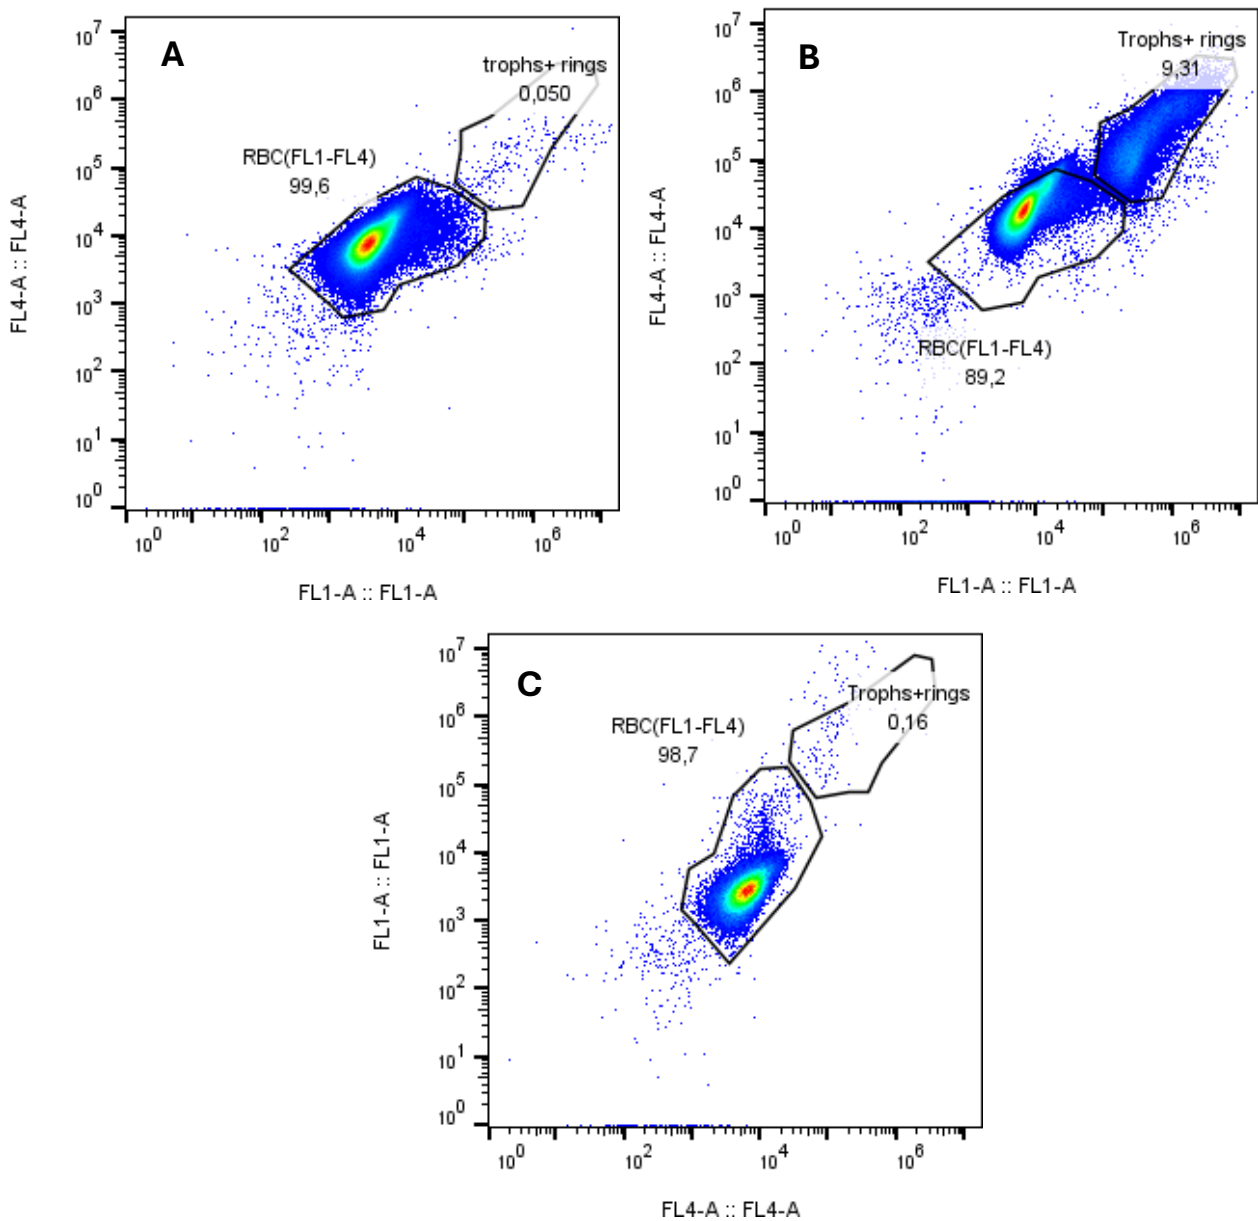 A
10^7
10^6
10^5
10^4
10^3
10^2
10^1
10^0
FL4-A :: FL4-A
trophs+ rings
0,050
RBC(FL1-FL4)
99,6
10^0
10^2
10^4
10^6
FL1-A :: FL1-A
B
10^7
10^6
10^5
10^4
10^3
10^2
10^1
10^0
FL4-A :: FL4-A
Trophs+ rings
9,31
RBC(FL1-FL4)
89,2
10^0
10^2
10^4
10^6
FL1-A :: FL1-A
C
10^7
10^6
10^5
10^4
10^3
10^2
10^1
10^0
FL1-A :: FL1-A
RBC(FL1-FL4)
98,7
Trophs+rings
0,16
10^0
10^2
10^4
10^6
FL4-A :: FL4-A